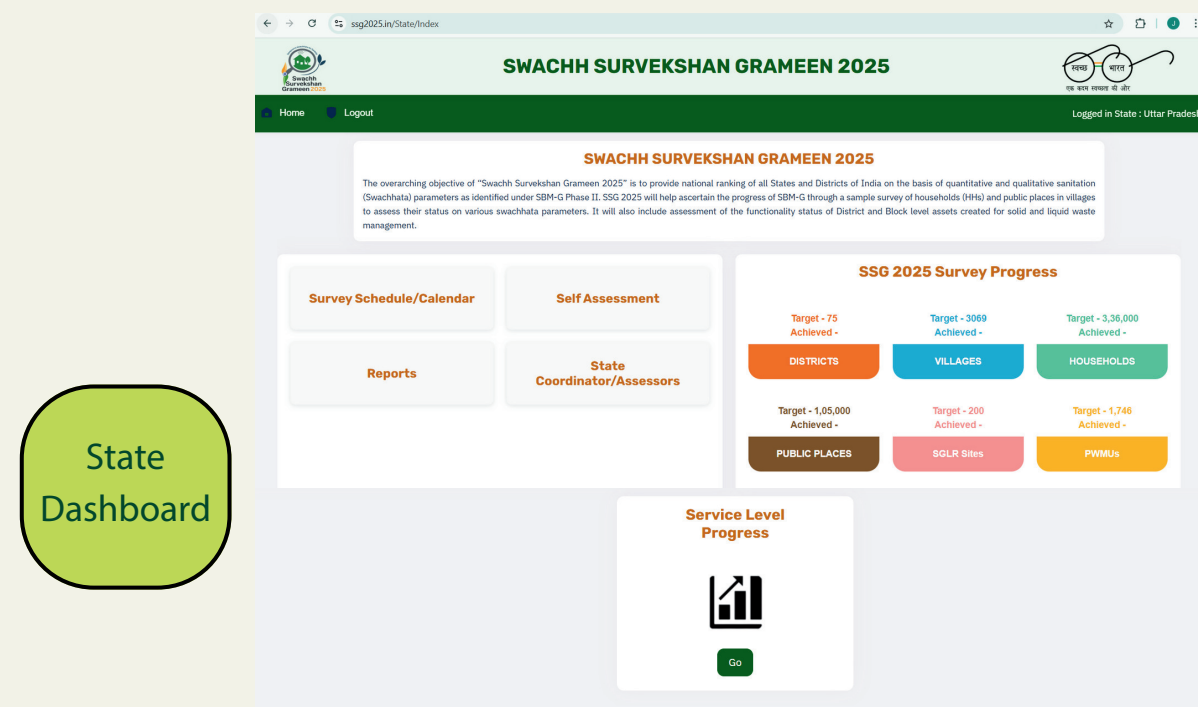 ssg2025.in/State/Index
J
Swachh
Survekshan
Grameen 2025
SWACHH SURVEKSHAN GRAMEEN 2025
स्वच्छ भारत
एक कदम स्वच्छता की ओर
Home Logout
Logged in State : Uttar Pradesh
SWACHH SURVEKSHAN GRAMEEN 2025
The overarching objective of "Swachh Survekshan Grameen 2025" is to provide national ranking of all States and Districts of India on the basis of quantitative and qualitative sanitation
(Swachhata) parameters as identified under SBM-G Phase II. SSG 2025 will help ascertain the progress of SBM-G through a sample survey of households (HHs) and public places in villages
to assess their status on various swachhata parameters. It will also include assessment of the functionality status of District and Block level assets created for solid and liquid waste
management.
Survey Schedule/Calendar
Self Assessment
Reports
State
Coordinator/Assessors
SSG 2025 Survey Progress
Target - 75
Achieved -
DISTRICTS
Target - 3069
Achieved -
VILLAGES
Target - 3,36,000
Achieved -
HOUSEHOLDS
Target - 1,05,000
Achieved -
PUBLIC PLACES
Target - 200
Achieved -
SGLR Sites
Target - 1,746
Achieved -
PWMUs
State
Dashboard
Service Level
Progress
Go